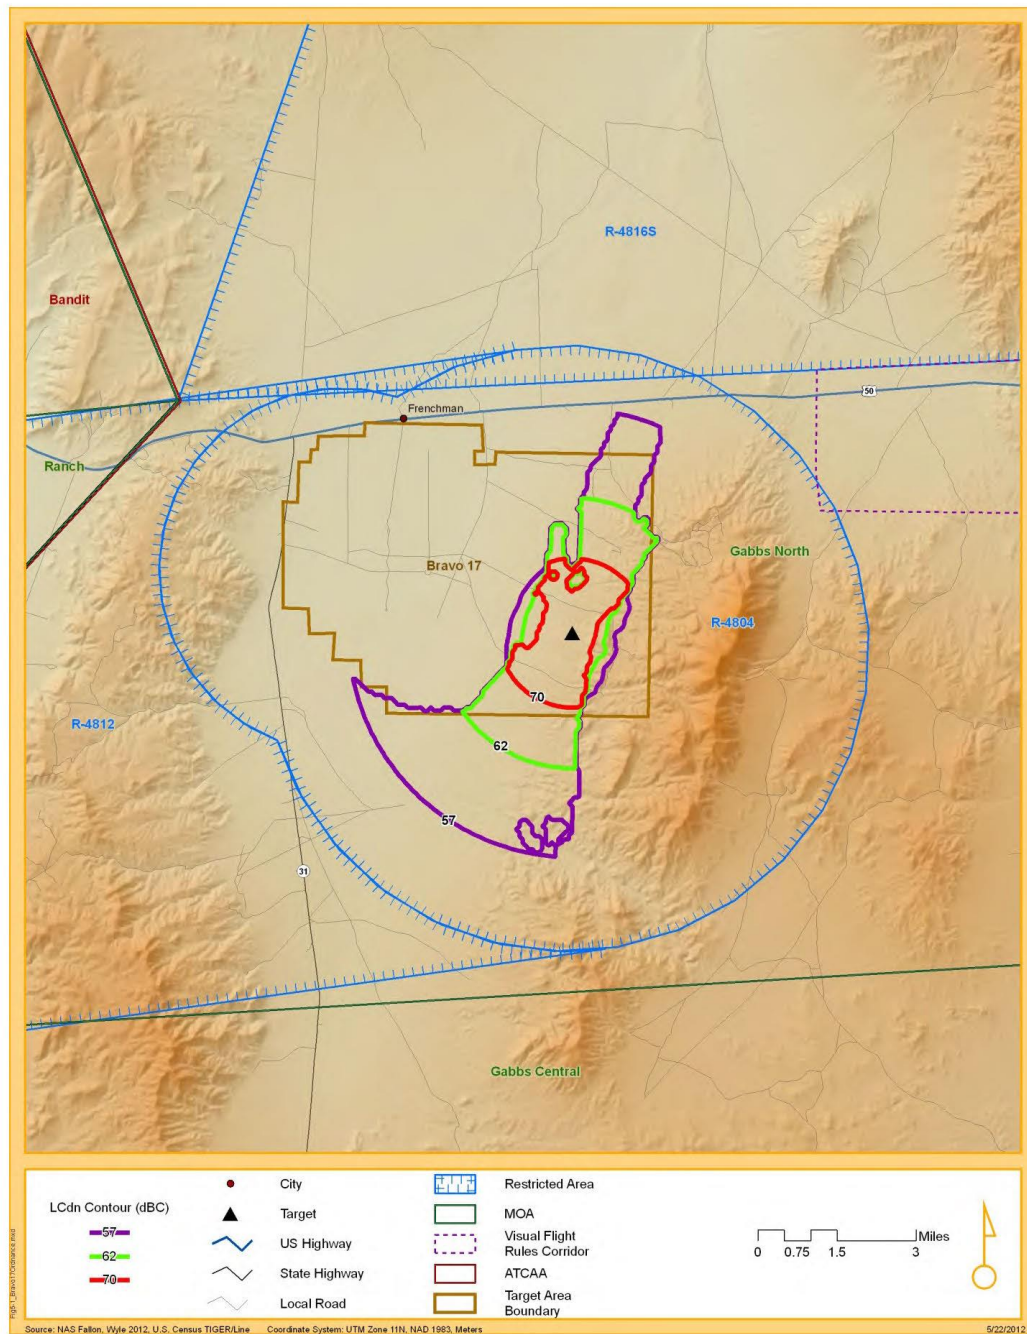 R-4816S
Bandit
50
Frenchman
Ranch
Gabbs North
Bravo 17
R-4804
70
R-4812
62
57
31
Gabbs Central
LCdn Contour (dBC)
57
62
70
City
Target
US Highway
State Highway
Local Road
Restricted Area
MOA
Visual Flight
Rules Corridor
ATCAA
Target Area
Boundary
Miles
0 0.75 1.5 3
Source: NAS Fallon, Wyle 2012, U.S. Census TIGER/Line Coordinate System: UTM Zone 11N, NAD 1983, Meters
5/22/2012